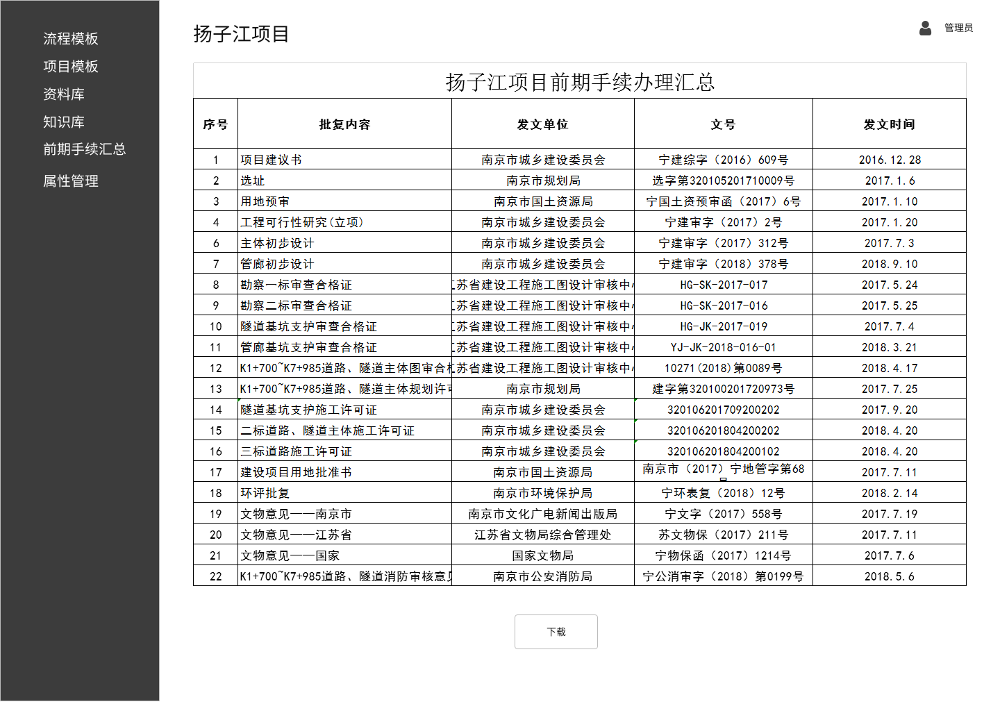 流程模板
项目模板
资料库
知识库
前期手续汇总
属性管理
扬子江项目
管理员
扬子江项目前期手续办理汇总
序号 批复内容 发文单位 文号 发文时间
1 项目建议书 南京市城乡建设委员会 宁建综字（2016）609号 2016.12.28
2 选址 南京市规划局 选字第320105201710009号 2017.1.6
3 用地预审 南京市国土资源局 宁国土资预审函（2017）6号 2017.1.10
4 工程可行性研究(立项) 南京市城乡建设委员会 宁建审字（2017）2号 2017.1.20
6 主体初步设计 南京市城乡建设委员会 宁建审字（2017）312号 2017.7.3
7 管廊初步设计 南京市城乡建设委员会 宁建审字（2018）378号 2018.9.10
8 勘察一标审查合格证 苏省建设工程施工图设计审核中 HG-SK-2017-017 2017.5.24
9 勘察二标审查合格证 苏省建设工程施工图设计审核中 HG-SK-2017-016 2017.5.25
10 隧道基坑支护审查合格证 苏省建设工程施工图设计审核中 HG-JK-2017-019 2017.7.4
11 管廊基坑支护审查合格证 苏省建设工程施工图设计审核中 YJ-JK-2018-016-01 2018.3.21
12 K1+700~K7+985道路、隧道主体图审合 苏省建设工程施工图设计审核中 10271(2018)第0089号 2018.4.17
13 K1+700~K7+985道路、隧道主体规划许 南京市规划局 建字第320100201720973号 2017.7.25
14 隧道基坑支护施工许可证 南京市城乡建设委员会 320106201709200202 2017.9.20
15 二标道路、隧道主体施工许可证 南京市城乡建设委员会 320106201804200202 2018.4.20
16 三标道路施工许可证 南京市城乡建设委员会 320106201804200102 2018.4.20
17 建设项目用地批准书 南京市国土资源局 南京市（2017）宁地管字第68 2017.7.11
18 环评批复 南京市环境保护局 宁环表复（2018）12号 2018.2.14
19 文物意见——南京市 南京市文化广电新闻出版局 宁文字（2017）558号 2017.7.19
20 文物意见——江苏省 江苏省文物局综合管理处 苏文物保（2017）211号 2017.7.11
21 文物意见——国家 国家文物局 宁物保函（2017）1214号 2017.7.6
22 K1+700~K7+985道路、隧道消防审核意 南京市公安消防局 宁公消审字（2018）第0199号 2018.5.6
下载